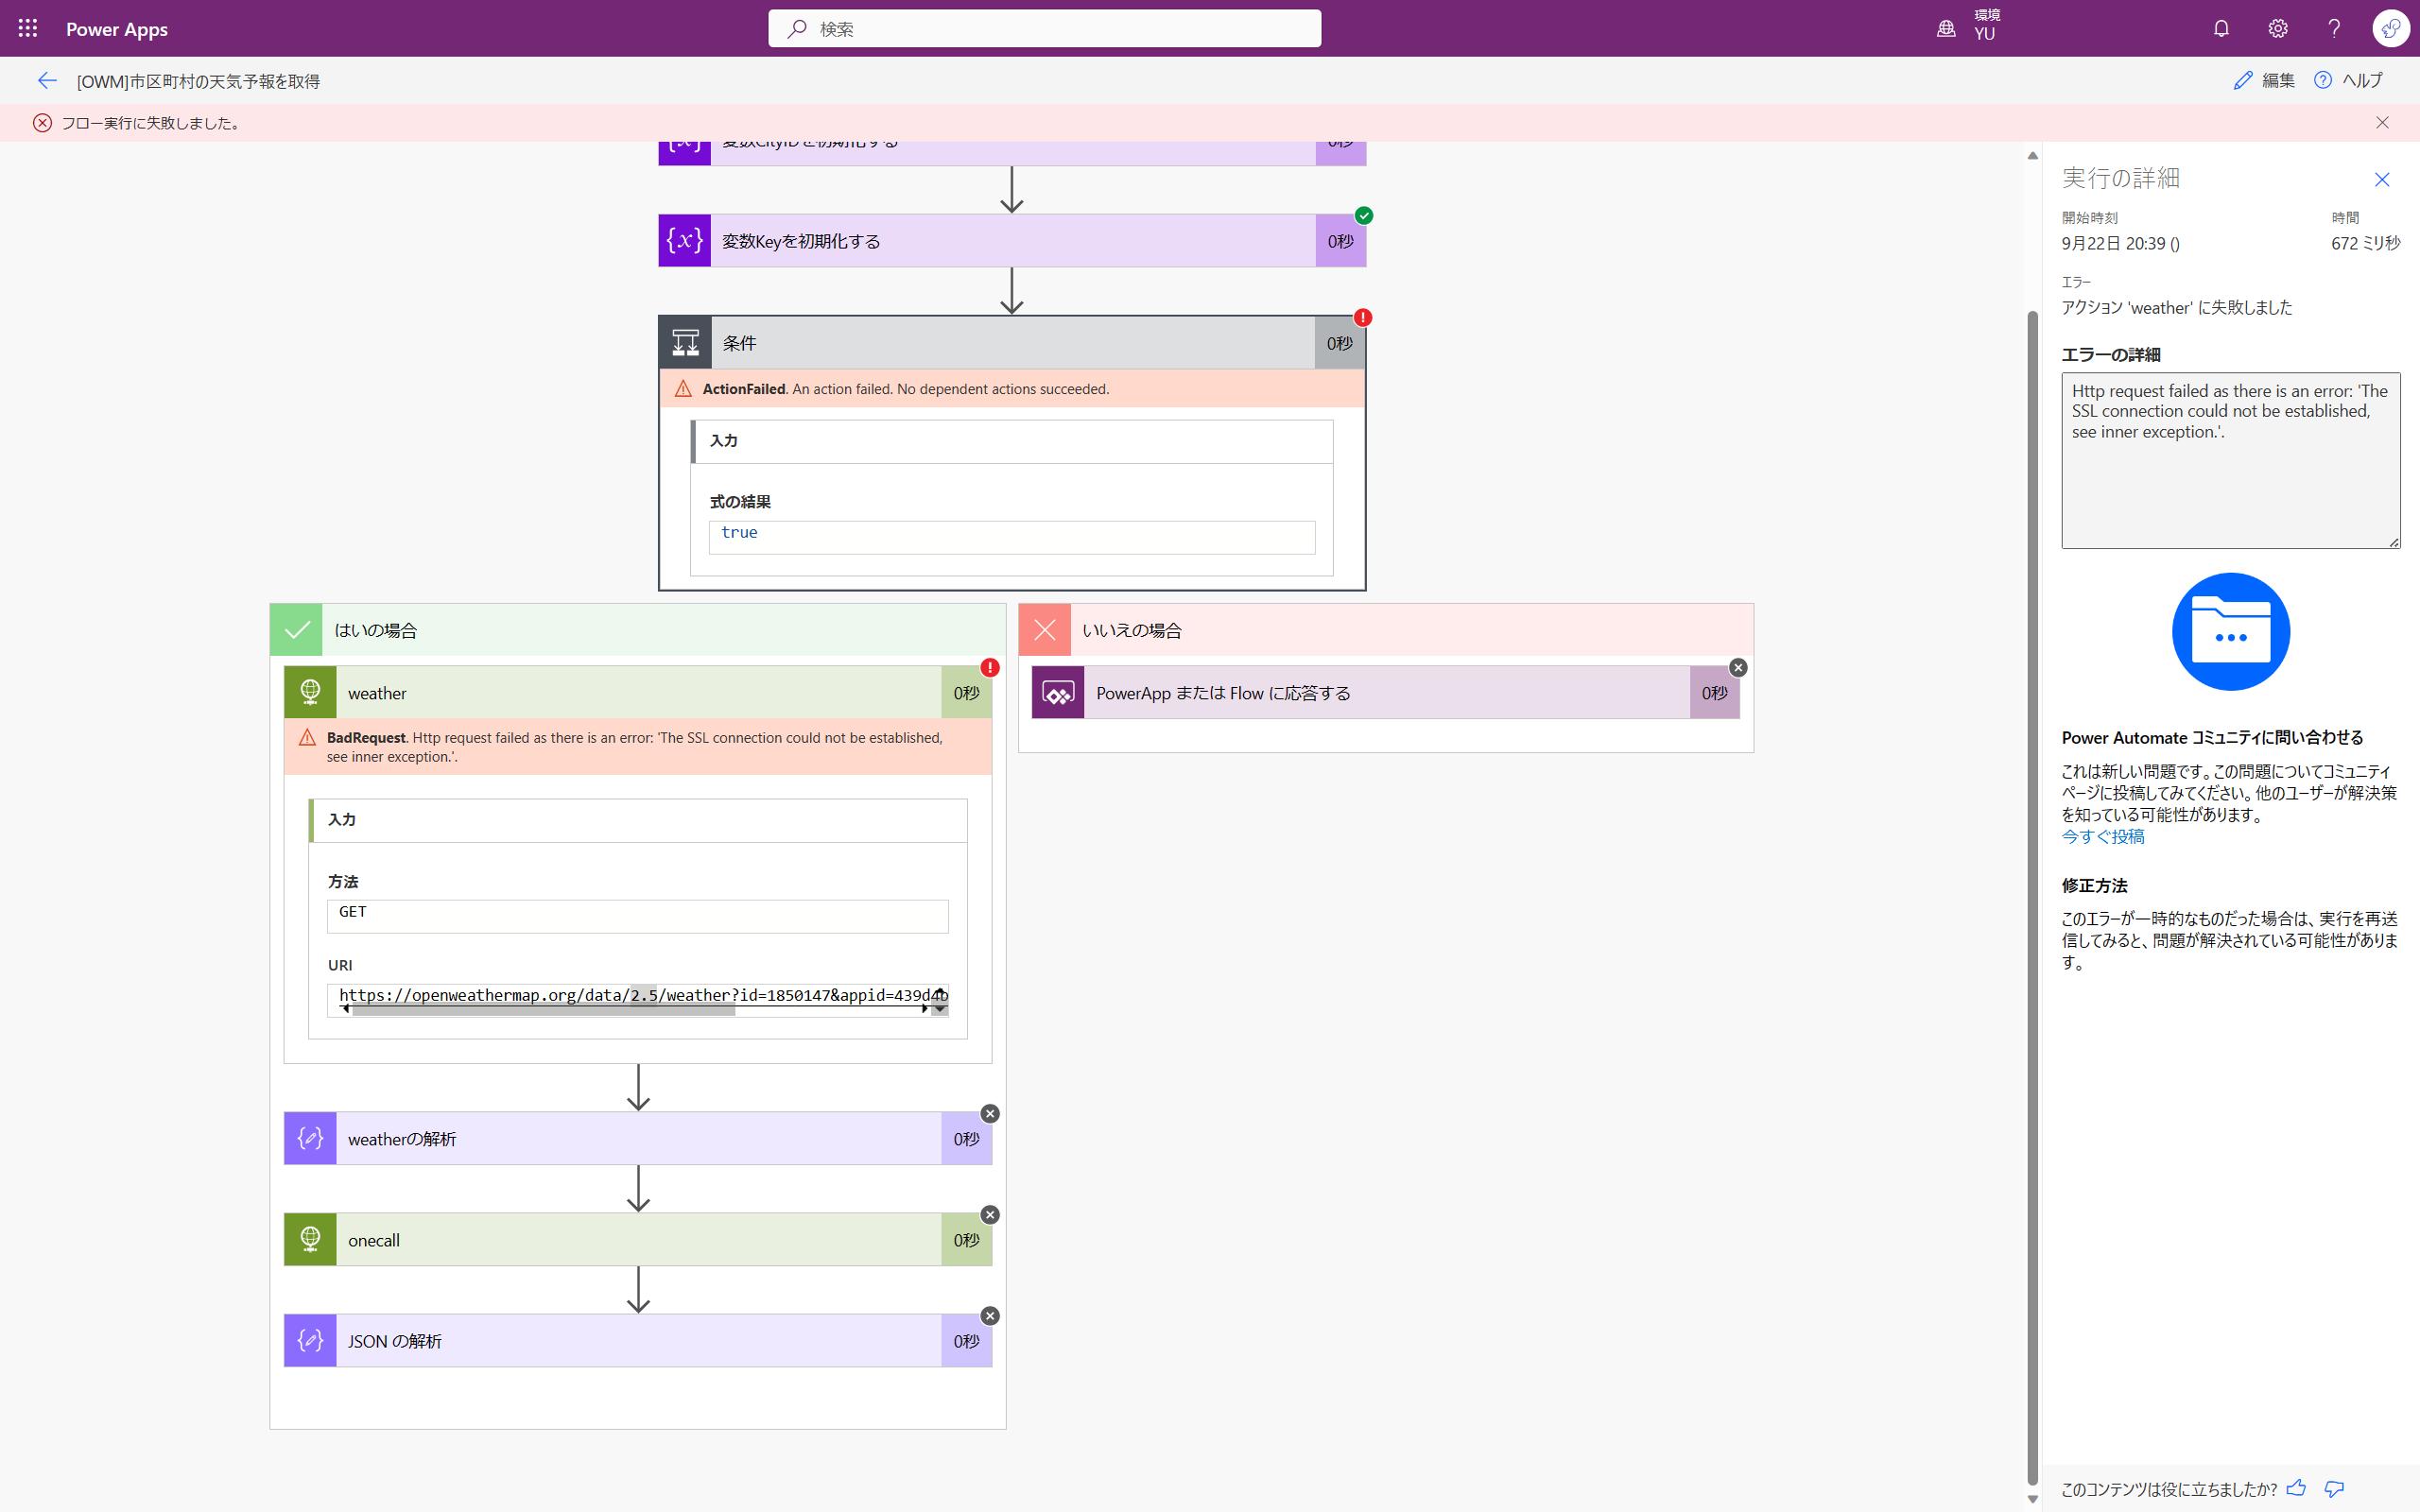 Power Apps
検索
環境
YU
[OWM]市区町村の天気予報を取得
編集
ヘルプ
フロー実行に失敗しました。
変数CityIDを初期化する
0秒
変数Keyを初期化する
0秒
条件
0秒
ActionFailed. An action failed. No dependent actions succeeded.
入力
式の結果
true
はいの場合
weather
0秒
BadRequest. Http request failed as there is an error: 'The SSL connection could not be established,
see inner exception.'.
入力
方法
GET
URI
https://openweathermap.org/data/2.5/weather?id=1850147&appid=439d4b
weatherの解析
0秒
onecall
0秒
JSON の解析
0秒
いいえの場合
PowerApp または Flow に応答する
0秒
実行の詳細
開始時刻
時間
9月22日 20:39 ()
672 ミリ秒
エラー
アクション 'weather' に失敗しました
エラーの詳細
Http request failed as there is an error: 'The
SSL connection could not be established,
see inner exception.'.
Power Automate コミュニティに問い合わせる
これは新しい問題です。この問題についてコミュニティ
ページに投稿してみてください。他のユーザーが解決策
を知っている可能性があります。
今すぐ投稿
修正方法
このエラーが一時的なものだった場合は、実行を再送
信してみると、問題が解決されている可能性がありま
す。
このコンテンツは役に立ちましたか?